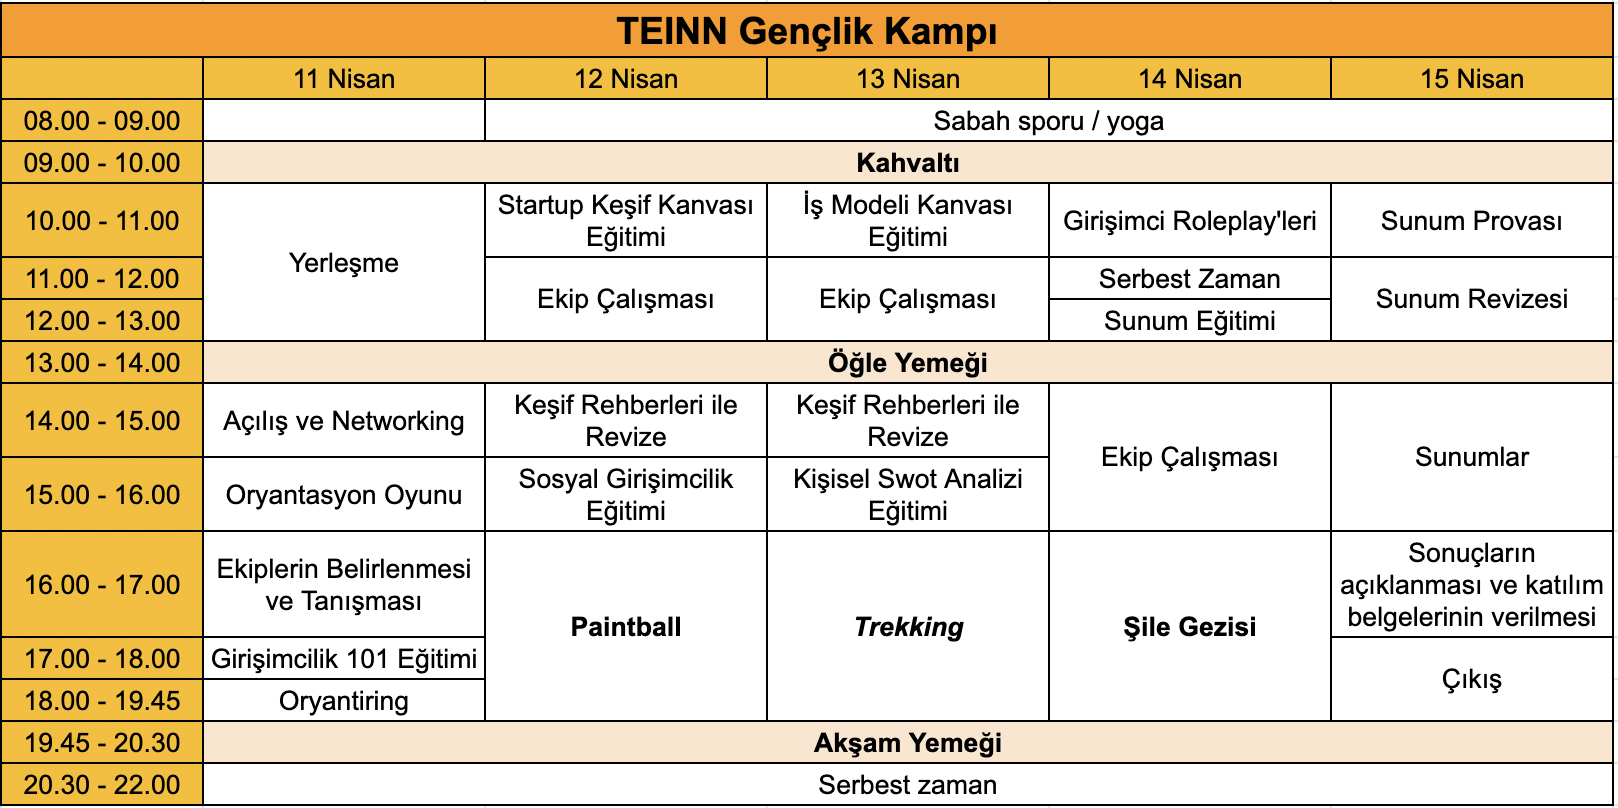 TEINN Gençlik Kampı
11 Nisan 12 Nisan 13 Nisan 14 Nisan 15 Nisan
08.00 - 09.00 Sabah sporu / yoga
09.00 - 10.00 Kahvaltı
10.00 - 11.00
Yerleşme
Startup Keşif Kanvası
Eğitimi
İş Modeli Kanvası
Eğitimi
Girişimci Roleplay'leri
Sunum Provası
11.00 - 12.00
Ekip Çalışması
Ekip Çalışması
Serbest Zaman
Sunum Revizesi
12.00 - 13.00
Sunum Eğitimi
13.00 - 14.00 Öğle Yemeği
14.00 - 15.00
Açılış ve Networking
Keşif Rehberleri ile
Revize
Keşif Rehberleri ile
Revize
Ekip Çalışması
Sunumlar
15.00 - 16.00
Oryantasyon Oyunu
Sosyal Girişimcilik
Eğitimi
Kişisel Swot Analizi
Eğitimi
16.00 - 17.00
Ekiplerin Belirlenmesi
ve Tanışması
Paintball
Trekking
Şile Gezisi
Sonuçların
açıklanması ve katılım
belgelerinin verilmesi
17.00 - 18.00
Girişimcilik 101 Eğitimi
Çıkış
18.00 - 19.45
Oryantiring
19.45 - 20.30 Akşam Yemeği
20.30 - 22.00 Serbest zaman